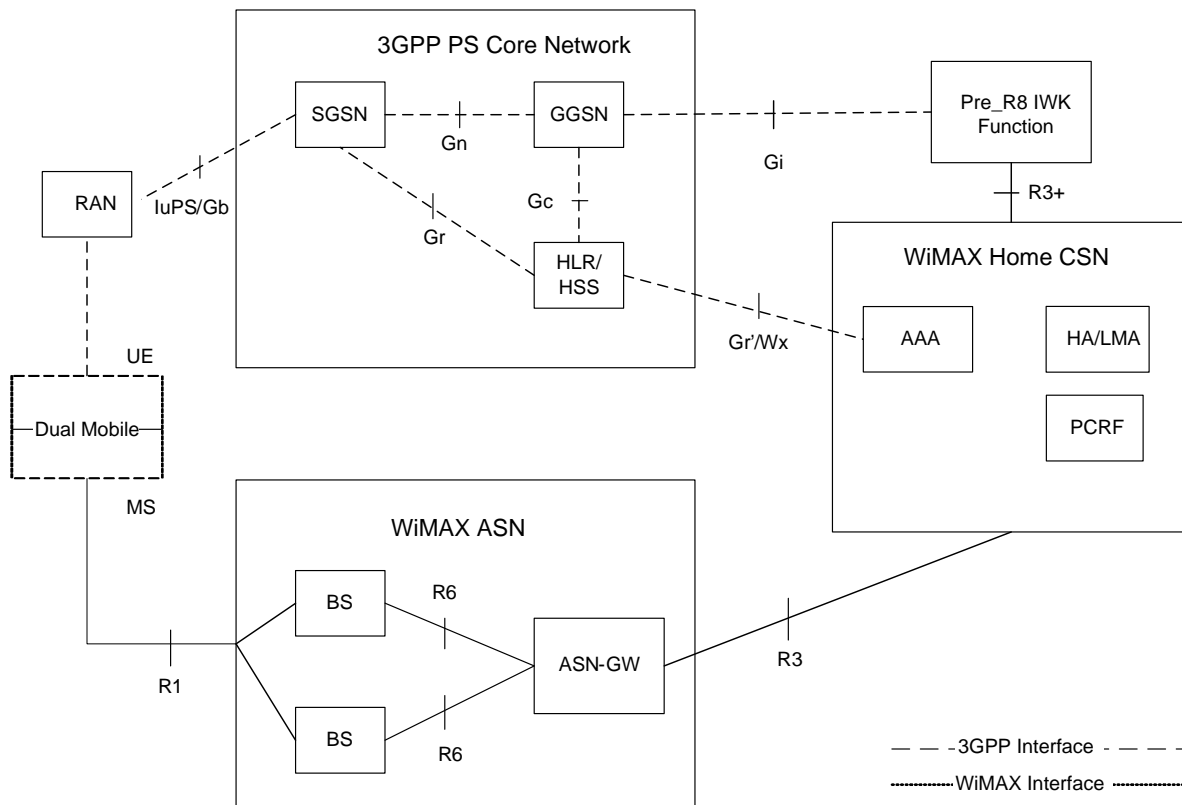 3GPP PS Core Network
SGSN
Gn
GGSN
Gi
Pre_R8 IWK
Function
R3+
RAN
IuPS/Gb
Gr
Gc
HLR/
HSS
Gr'/Wx
WiMAX Home CSN
AAA
HA/LMA
PCRF
UE
Dual Mobile
MS
WiMAX ASN
BS
R6
ASN-GW
R3
R1
BS
R6
3GPP Interface
WiMAX Interface